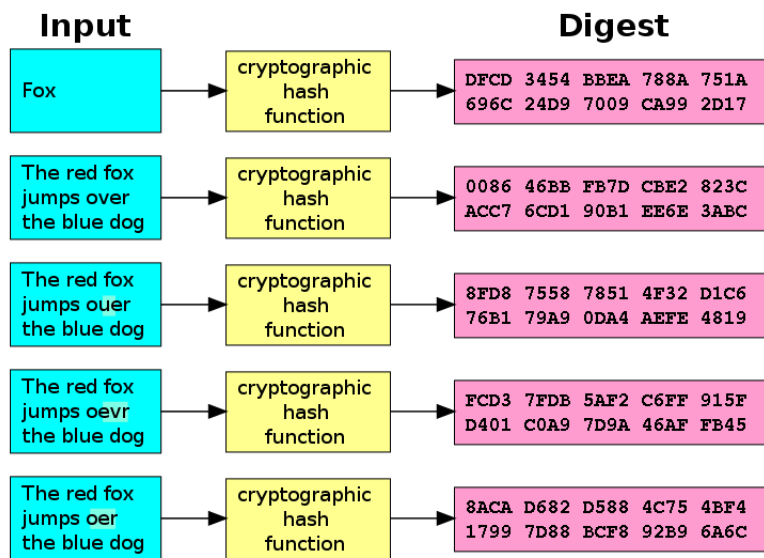 Input
Digest
Fox
cryptographic
hash
function
DFCD 3454 BBEA 788A 751A
696C 24D9 7009 CA99 2D17
The red fox
jumps over
the blue dog
cryptographic
hash
function
0086 46BB FB7D CBE2 823C
ACC7 6CD1 90B1 EE6E 3ABC
The red fox
jumps ouer
the blue dog
cryptographic
hash
function
8FD8 7558 7851 4F32 D1C6
76B1 79A9 0DA4 AEFE 4819
The red fox
jumps oevr
the blue dog
cryptographic
hash
function
FCD3 7FDB 5AF2 C6FF 915F
D401 C0A9 7D9A 46AF FB45
The red fox
jumps oer
the blue dog
cryptographic
hash
function
8ACA D682 D588 4C75 4BF4
1799 7D88 BCF8 92B9 6A6C